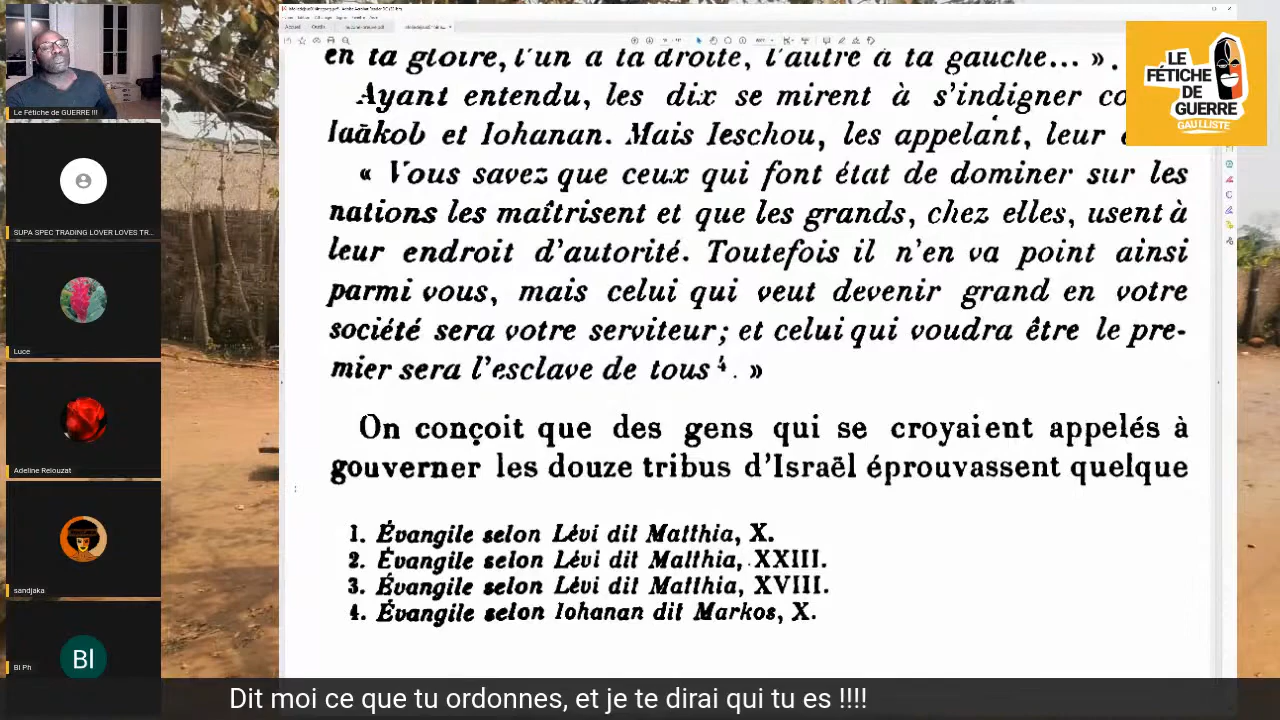 en ta gloire, l'un à ta droite, l'autre à ta gauche... ».
Ayant entendu, les dix se mirent à s'indigner co
Iaâkob et Iohanan. Mais Ieschou, les appelant, leur
« Vous savez que ceux qui font état de dominer sur les
nations les maîtrisent et que les grands, chez elles, usent à
leur endroit d'autorité. Toutefois il n'en va point ainsi
parmi vous, mais celui qui veut devenir grand en votre
société sera votre serviteur; et celui qui voudra être le pre-
mier sera l'esclave de tous⁴. »
On conçoit que des gens qui se croyaient appelés à
gouverner les douze tribus d'Israël éprouvassent quelque
1. Évangile selon Lévi dit Matthia, X.
2. Évangile selon Lévi dit Matthia, XXIII.
3. Évangile selon Lévi dit Matthia, XVIII.
4. Évangile selon Iohanan dit Markos, X.
LE
FÉTICHE
DE
GUERRE
GAULLISTE
Le Fétiche de GUERRE !!!
SUPA SPEC TRADING LOVER LOVES TR...
Luce
Adeline Relouzat
sandjaka
Bl
Bl Ph
Dit moi ce que tu ordonnes, et je te dirai qui tu es !!!!